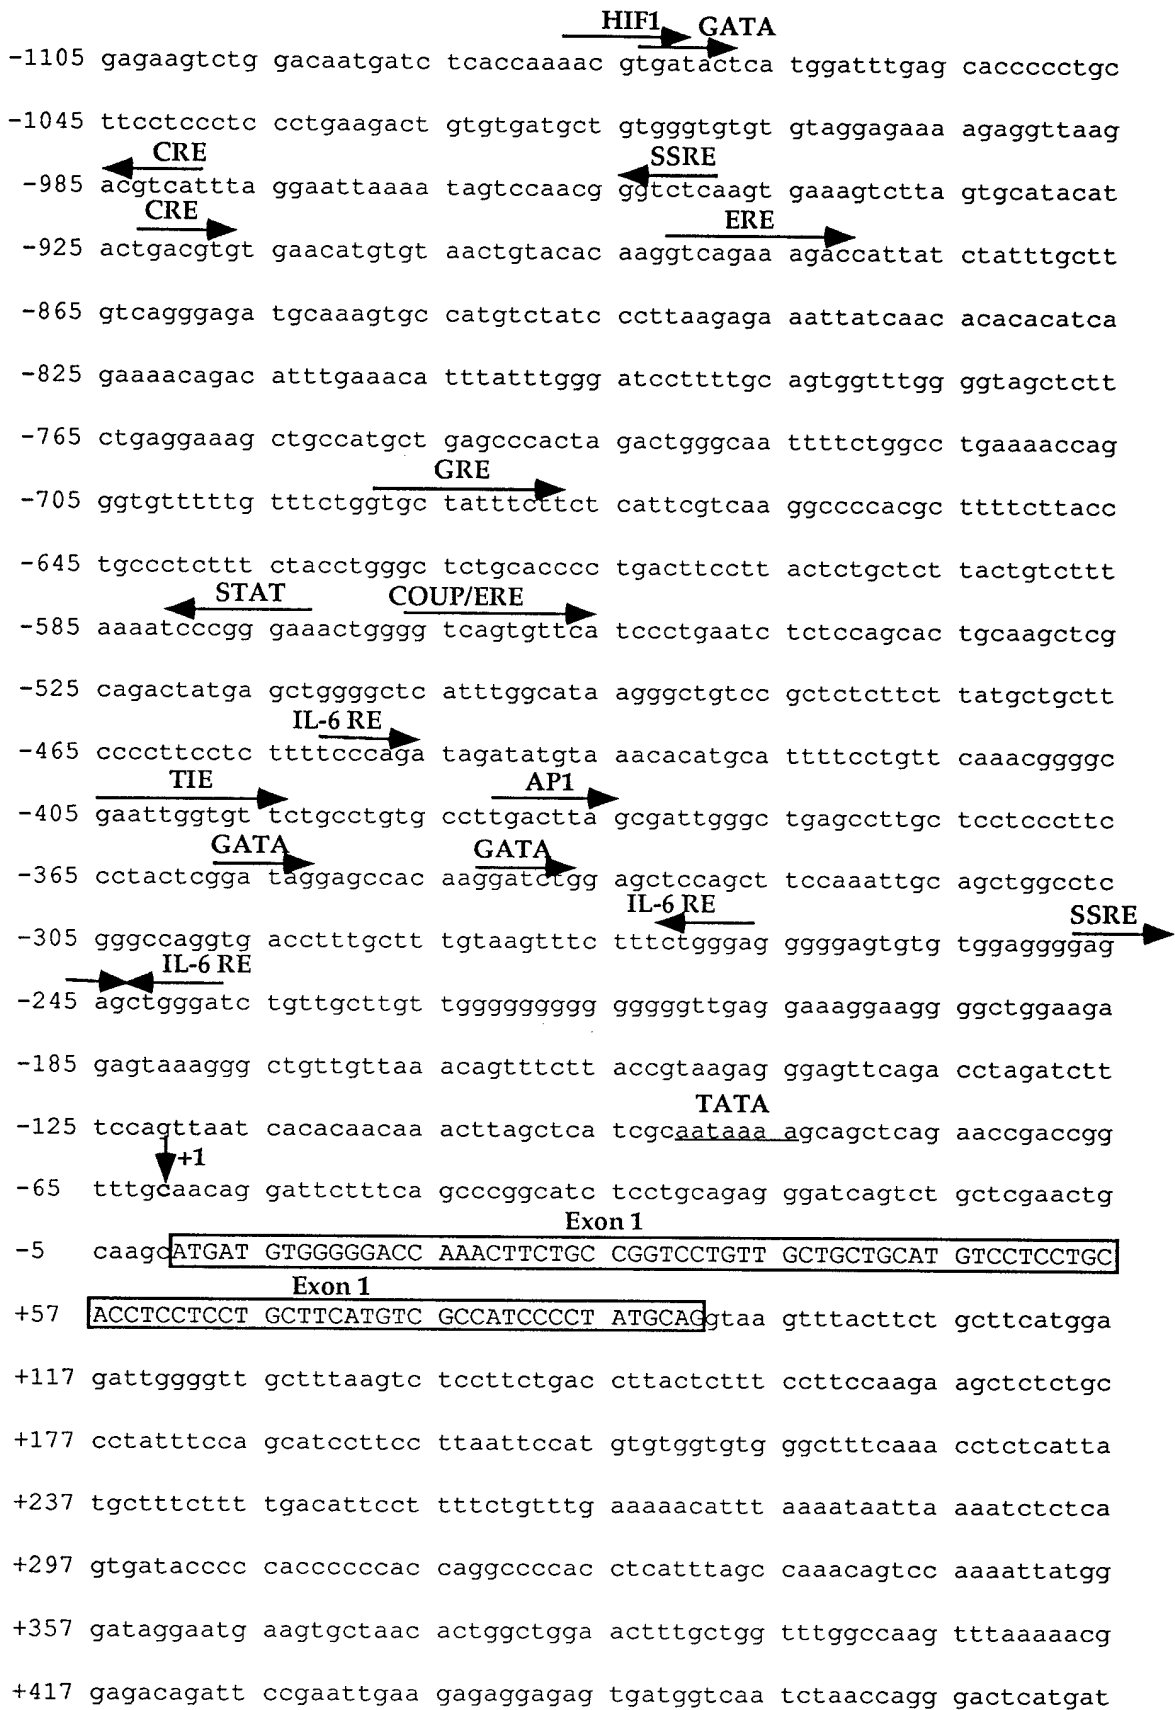 HIF1 GATA
-1105 gagaagtctg gacaatgatc tcaccaaaac gtgatactca tggatttgag caccccctgc
-1045 ttcctccctc cctgaagact gtgtgatgct gtgggtgtgt gtaggagaaa agaggttaag
CRE SSRE
-985 acgtcattta ggaattaaaa tagtccaacg ggtctcaagt gaaagtctta gtgcatacat
CRE ERE
-925 actgacgtgt gaacatgtgt aactgtacac aaggtcagaa agaccattat ctatttgctt
-865 gtcagggaga tgcaaagtgc catgtctatc ccttaagaga aattatcaac acacacatca
-825 gaaaacagac atttgaaaca tttatttggg atccttttgc agtggtttgg ggtagctctt
-765 ctgaggaaag ctgccatgct gagcccacta gactgggcaa ttttctggcc tgaaaaccag
GRE
-705 ggtgtttttg tttctggtgc tatttcttct cattcgtcaa ggccccacgc ttttcttacc
-645 tgccctcttt ctacctgggc tctgcacccc tgacttcctt actctgctct tactgtcttt
STAT COUP/ERE
-585 aaaatcccgg gaaactgggg tcagtgttca tccctgaatc tctccagcac tgcaagctcg
-525 cagactatga gctggggctc atttggcata agggctgtcc gctctcttct tatgctgctt
IL-6 RE
-465 ccccttcctc ttttcccaga tagatatgta aacacatgca ttttcctgtt caaacggggc
TIE AP1
-405 gaattggtgt tctgcctgtg ccttgactta gcgattgggc tgagccttgc tcctcccttc
GATA GATA
-365 cctactcgga taggagccac aaggatctgg agctccagct tccaaattgc agctggcctc
IL-6 RE SSRE
-305 gggccaggtg acctttgctt tgtaagtttc tttctgggag ggggagtgtg tggaggggag
IL-6 RE
-245 agctgggatc tgttgcttgt tggggggggg gggggttgag gaaaggaagg ggctggaaga
-185 gagtaaaggg ctgttgttaa acagtttctt accgtaagag ggagttcaga cctagatctt
TATA
-125 tccagttaat cacacaacaa acttagctca tcgcaataaa agcagctcag aaccgaccgg
+1
-65 tttgcaacag gattctttca gcccggcatc tcctgcagag ggatcagtct gctcgaactg
Exon 1
-5 caagcATGAT GTGGGGGACC AAACTTCTGC CGGTCCTGTT GCTGCTGCAT GTCCTCCTGC
Exon 1
+57 ACCTCCTCCT GCTTCATGTC GCCATCCCCT ATGCAGgtaa gtttacttct gcttcatgga
+117 gattggggtt gctttaagtc tccttctgac cttactcttt ccttccaaga agctctctgc
+177 cctatttcca gcatccttcc ttaattccat gtgtggtgtg ggctttcaaa cctctcatta
+237 tgctttcttt tgacattcct tttctgtttg aaaaacattt aaaataatta aaatctctca
+297 gtgatacccc caccccccac caggccccac ctcatttagc caaacagtcc aaaattatgg
+357 gataggaatg aagtgctaac actggctgga actttgctgg tttggccaag tttaaaaacg
+417 gagacagatt ccgaattgaa gagaggagag tgatggtcaa tctaaccagg gactcatgat